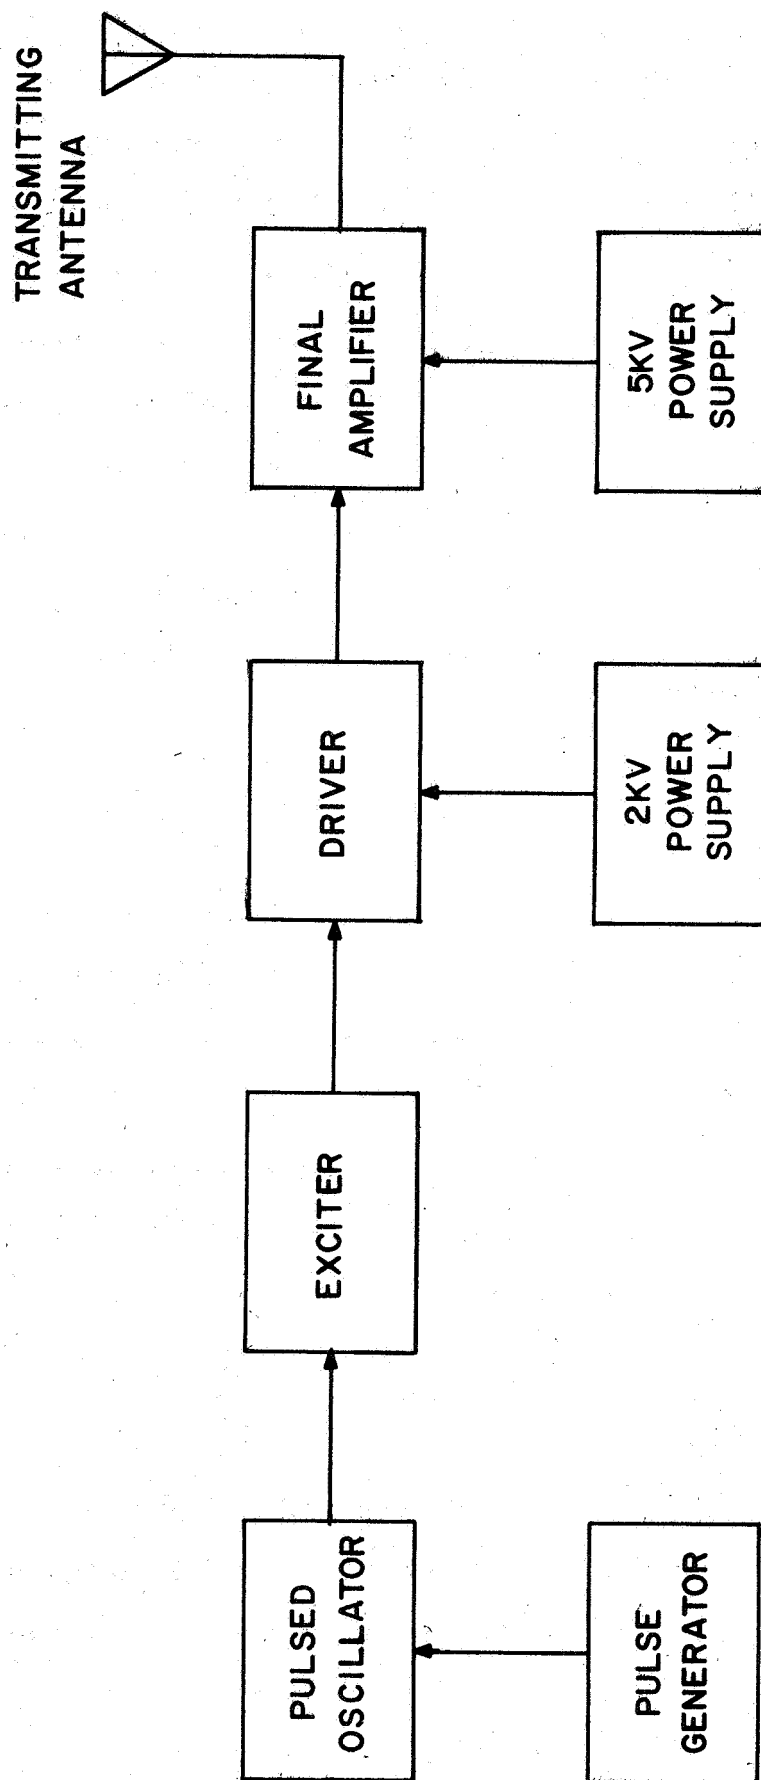 TRANSMITTING
ANTENNA
PULSED
OSCILLATOR
EXCITER
DRIVER
FINAL
AMPLIFIER
PULSE
GENERATOR
2KV
POWER
SUPPLY
5KV
POWER
SUPPLY